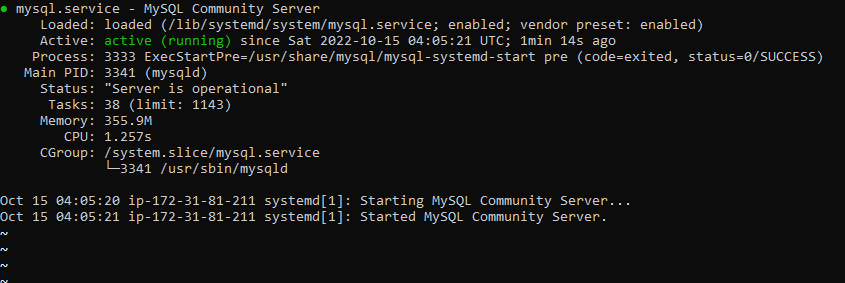 ● mysql.service - MySQL Community Server
     Loaded: loaded (/lib/systemd/system/mysql.service; enabled; vendor preset: enabled)
     Active: active (running) since Sat 2022-10-15 04:05:21 UTC; 1min 14s ago
    Process: 3333 ExecStartPre=/usr/share/mysql/mysql-systemd-start pre (code=exited, status=0/SUCCESS)
   Main PID: 3341 (mysqld)
     Status: "Server is operational"
      Tasks: 38 (limit: 1143)
     Memory: 355.9M
        CPU: 1.257s
     CGroup: /system.slice/mysql.service
             └─3341 /usr/sbin/mysqld
Oct 15 04:05:20 ip-172-31-81-211 systemd[1]: Starting MySQL Community Server...
Oct 15 04:05:21 ip-172-31-81-211 systemd[1]: Started MySQL Community Server.
~
~
~
~